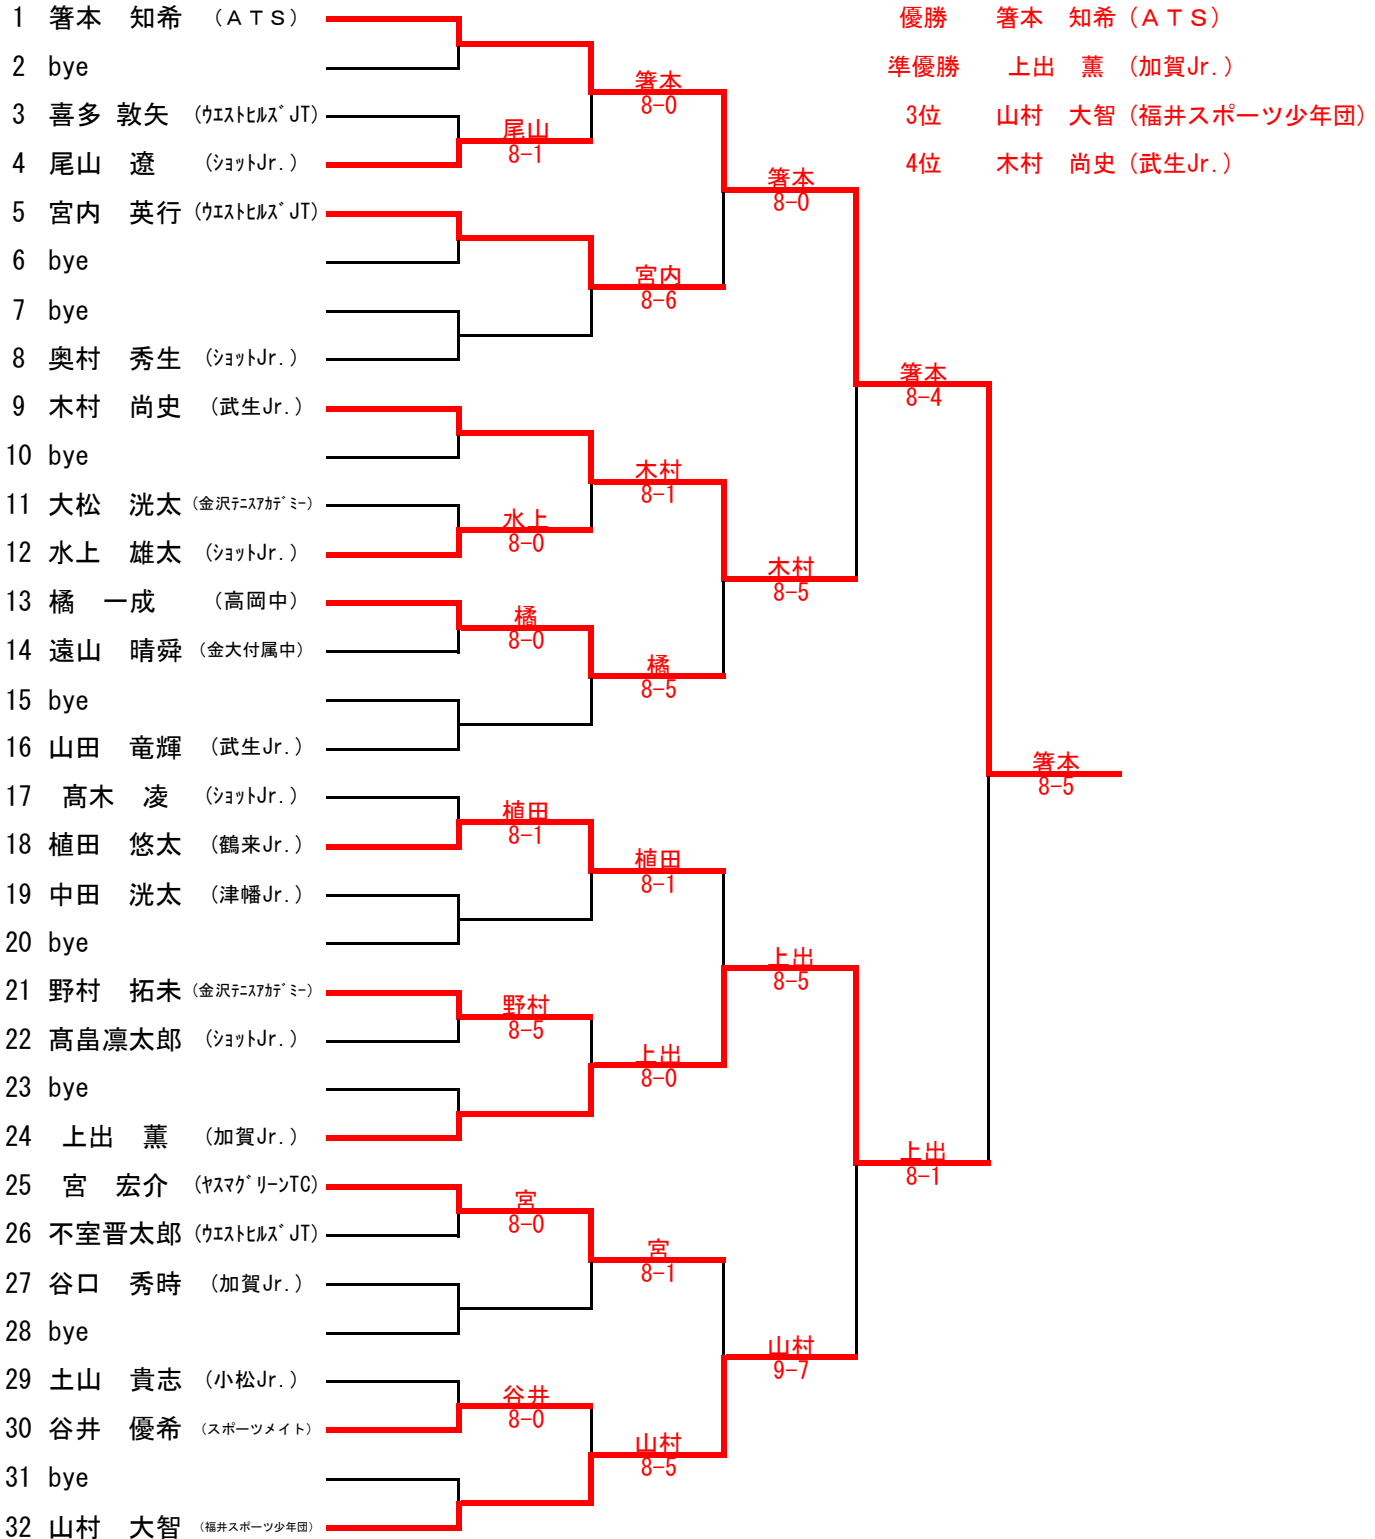 1 箸本　知希 （ＡＴＳ）
2 bye
3 喜多 敦矢 （ｳｴｽﾄﾋﾙｽﾞJT）
4 尾山　遼 （ｼｮｯﾄJr.）
5 宮内　英行 （ｳｴｽﾄﾋﾙｽﾞJT）
6 bye
7 bye
8 奥村　秀生 （ｼｮｯﾄJr.）
9 木村　尚史 （武生Jr.）
10 bye
11 大松　洸太 （金沢ﾃﾆｽｱｶﾃﾞﾐｰ）
12 水上　雄太 （ｼｮｯﾄJr.）
13 橘　一成 （高岡中）
14 遠山　晴舜 （金大付属中）
15 bye
16 山田　竜輝 （武生Jr.）
17 髙木　凌 （ｼｮｯﾄJr.）
18 植田　悠太 （鶴来Jr.）
19 中田　洸太 （津幡Jr.）
20 bye
21 野村　拓未 （金沢ﾃﾆｽｱｶﾃﾞﾐｰ）
22 髙畠凛太郎 （ｼｮｯﾄJr.）
23 bye
24 上出　薫 （加賀Jr.）
25 宮　宏介 （ﾔｽﾏｸﾞﾘｰﾝTC）
26 不室晋太郎 （ｳｴｽﾄﾋﾙｽﾞJT）
27 谷口　秀時 （加賀Jr.）
28 bye
29 土山　貴志 （小松Jr.）
30 谷井　優希 （スポーツメイト）
31 bye
32 山村　大智 （福井スポーツ少年団）
尾山
8-1
水上
8-0
橘
8-0
植田
8-1
野村
8-5
宮
8-0
谷井
8-0
箸本
8-0
宮内
8-6
木村
8-1
橘
8-5
植田
8-1
上出
8-0
宮
8-1
山村
8-5
箸本
8-0
木村
8-5
上出
8-5
山村
9-7
箸本
8-4
上出
8-1
箸本
8-5
優勝 箸本　知希（ＡＴＳ）
準優勝 上出　薫 （加賀Jr.）
3位 山村　大智（福井スポーツ少年団）
4位 木村　尚史（武生Jr.）